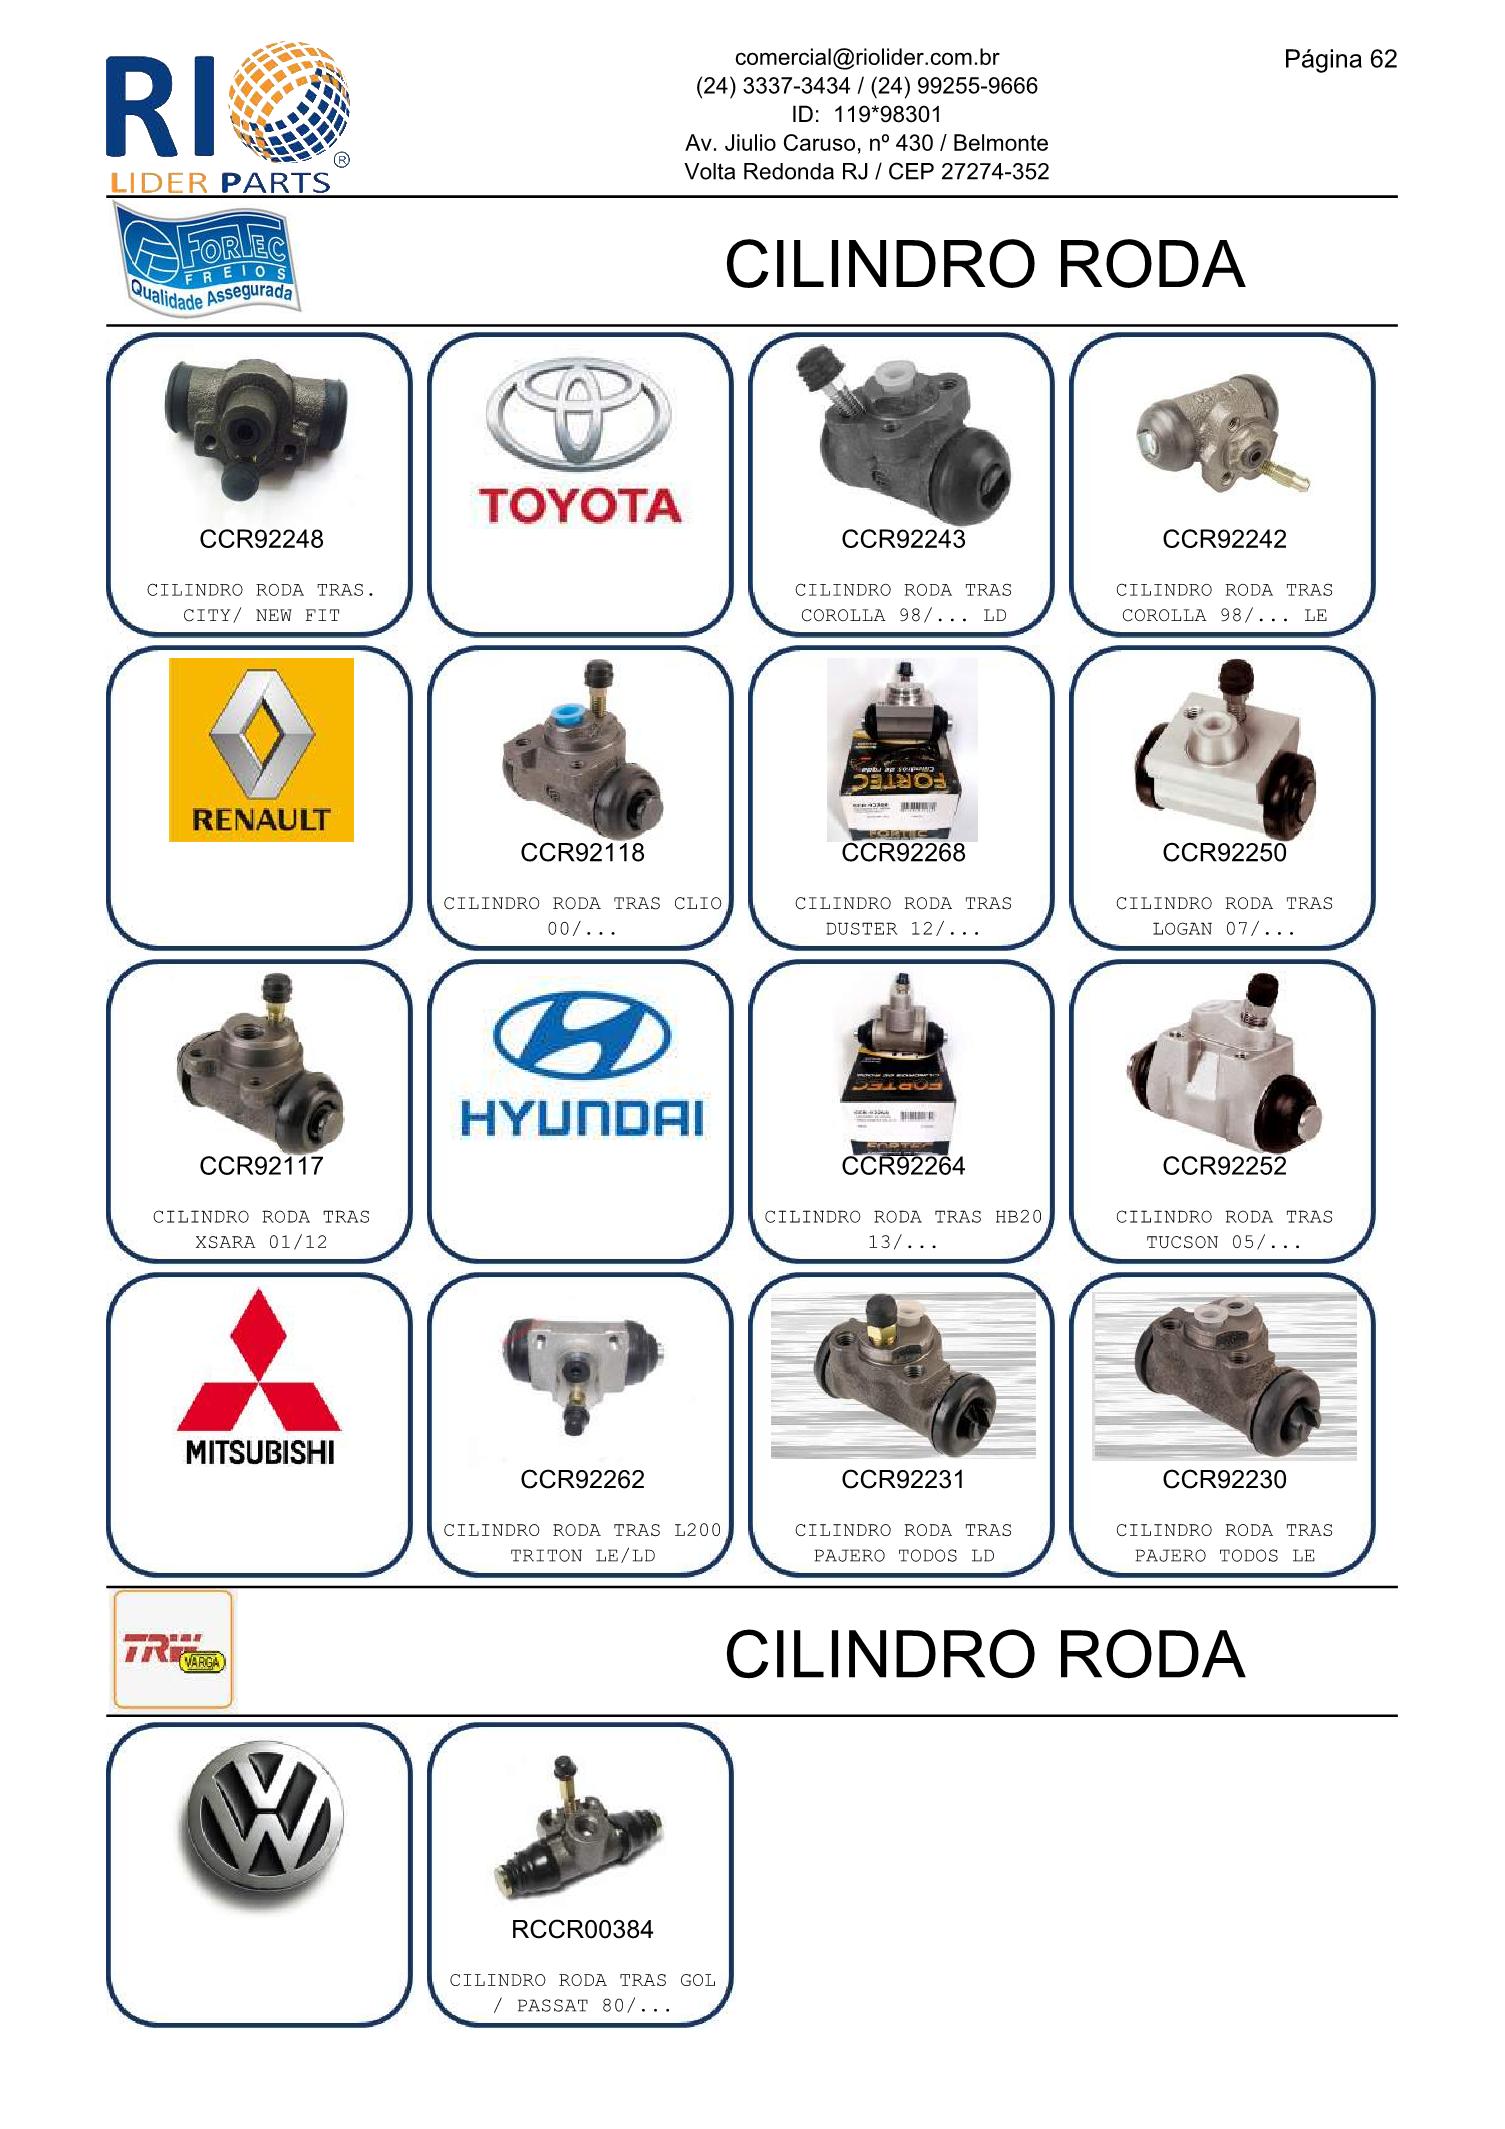 RIO
®
LIDER PARTS
comercial@riolider.com.br
(24) 3337-3434 / (24) 99255-9666
ID: 119*98301
Av. Jiulio Caruso, nº 430 / Belmonte
Volta Redonda RJ / CEP 27274-352
Página 62
FORTEC
FREIOS
Qualidade Assegurada
CILINDRO RODA
CCR92248
CILINDRO RODA TRAS.
CITY/ NEW FIT
TOYOTA
CCR92243
CILINDRO RODA TRAS
COROLLA 98/... LD
CCR92242
CILINDRO RODA TRAS
COROLLA 98/... LE
RENAULT
CCR92118
CILINDRO RODA TRAS CLIO
00/...
FORTEC
FORTEC
CCR92268
CILINDRO RODA TRAS
DUSTER 12/...
CCR92250
CILINDRO RODA TRAS
LOGAN 07/...
CCR92117
CILINDRO RODA TRAS
XSARA 01/12
HYUNDAI
FORTEC
FORTEC
CCR92264
CILINDRO RODA TRAS HB20
13/...
CCR92252
CILINDRO RODA TRAS
TUCSON 05/...
MITSUBISHI
CCR92262
CILINDRO RODA TRAS L200
TRITON LE/LD
CCR92231
CILINDRO RODA TRAS
PAJERO TODOS LD
CCR92230
CILINDRO RODA TRAS
PAJERO TODOS LE
TRW
VARGA
CILINDRO RODA
RCCR00384
CILINDRO RODA TRAS GOL
/ PASSAT 80/...